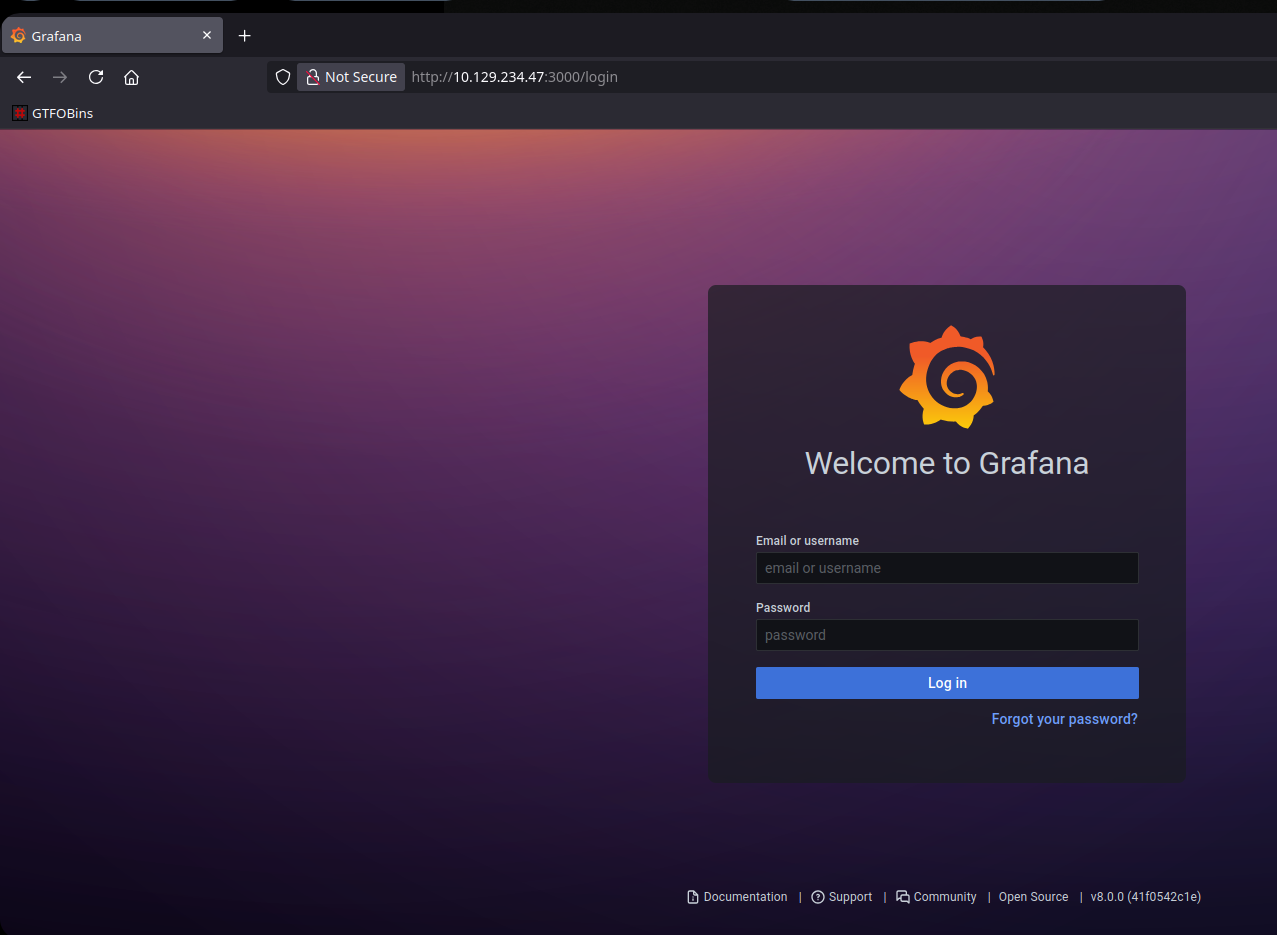 Grafana
Not Secure http://10.129.234.47:3000/login
GTFOBins
Welcome to Grafana
Email or username
email or username
Password
password
Log in
Forgot your password?
Documentation | Support | Community | Open Source | v8.0.0 (41f0542c1e)